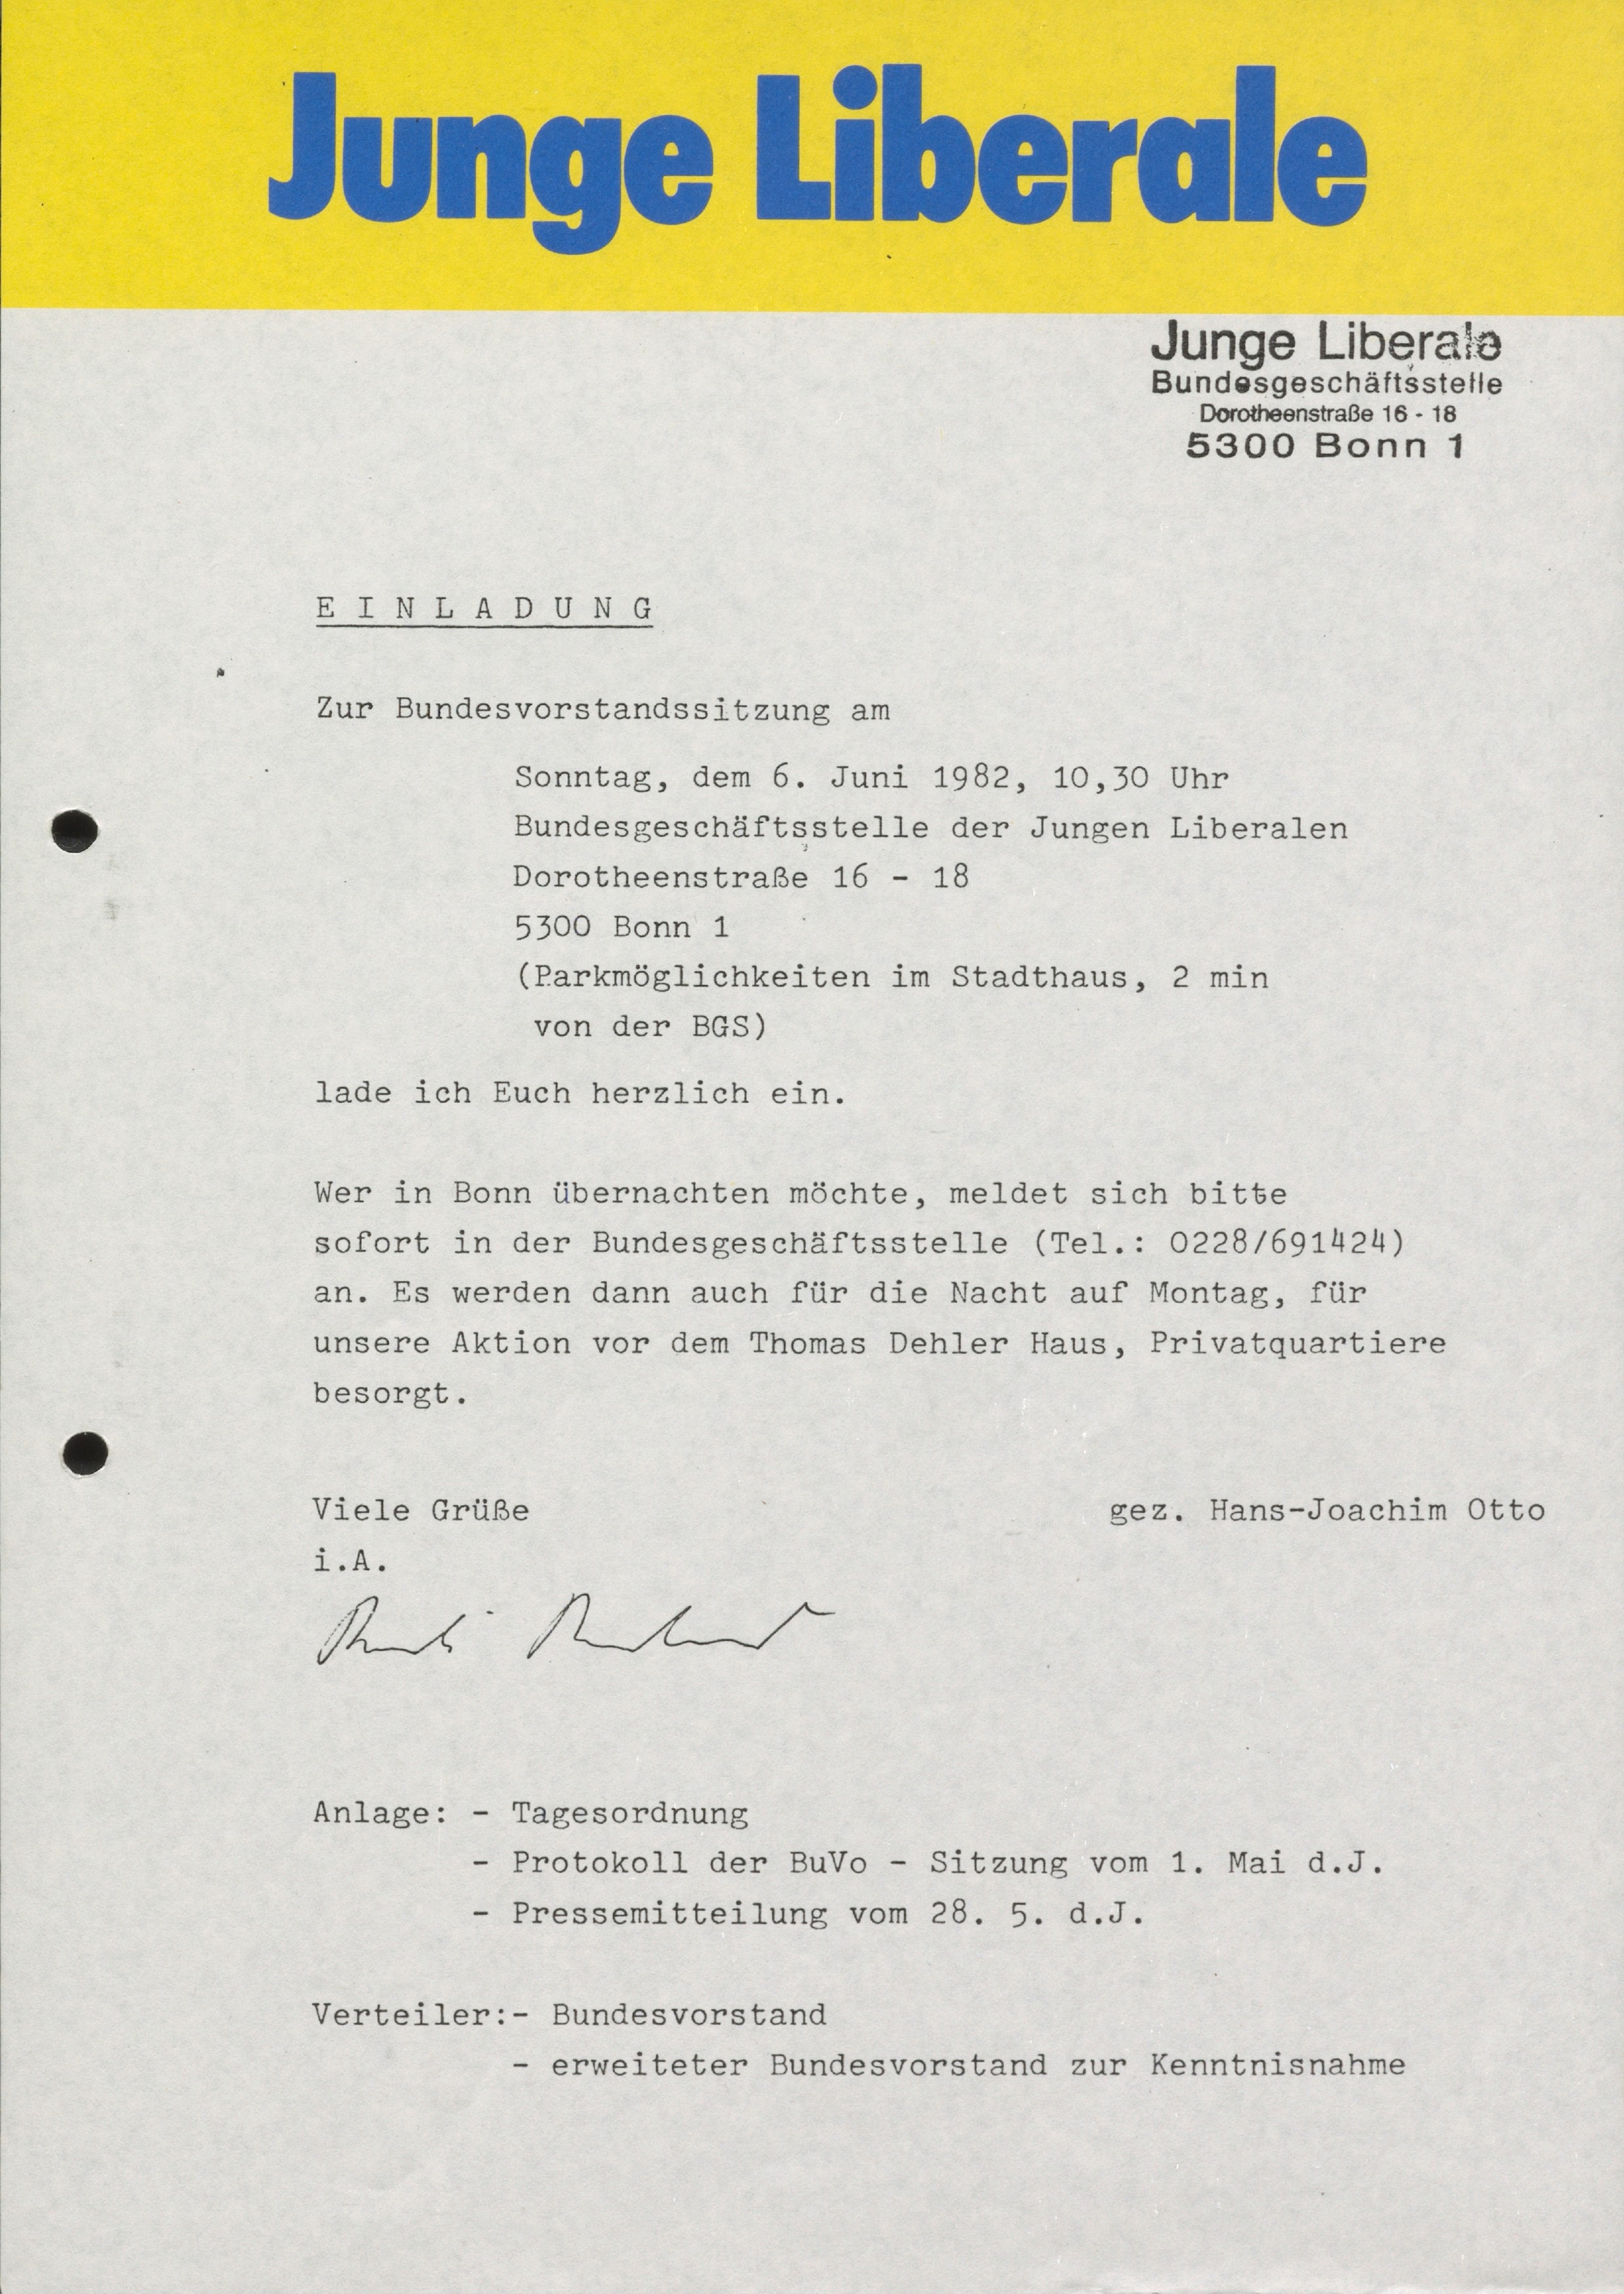 Junge Liberale
Junge Liberale
Bundesgeschäftsstelle
Dorotheenstraße 16 - 18
5300 Bonn 1
E I N L A D U N G
Zur Bundesvorstandssitzung am
Sonntag, dem 6. Juni 1982, 10,30 Uhr
Bundesgeschäftsstelle der Jungen Liberalen
Dorotheenstraße 16 - 18
5300 Bonn 1
(Parkmöglichkeiten im Stadthaus, 2 min
von der BGS)
lade ich Euch herzlich ein.
Wer in Bonn übernachten möchte, meldet sich bitte
sofort in der Bundesgeschäftsstelle (Tel.: 0228/691424)
an. Es werden dann auch für die Nacht auf Montag, für
unsere Aktion vor dem Thomas Dehler Haus, Privatquartiere
besorgt.
Viele Grüße gez. Hans-Joachim Otto
i.A.
Anlage: - Tagesordnung
- Protokoll der BuVo - Sitzung vom 1. Mai d.J.
- Pressemitteilung vom 28. 5. d.J.
Verteiler:- Bundesvorstand
- erweiteter Bundesvorstand zur Kenntnisnahme